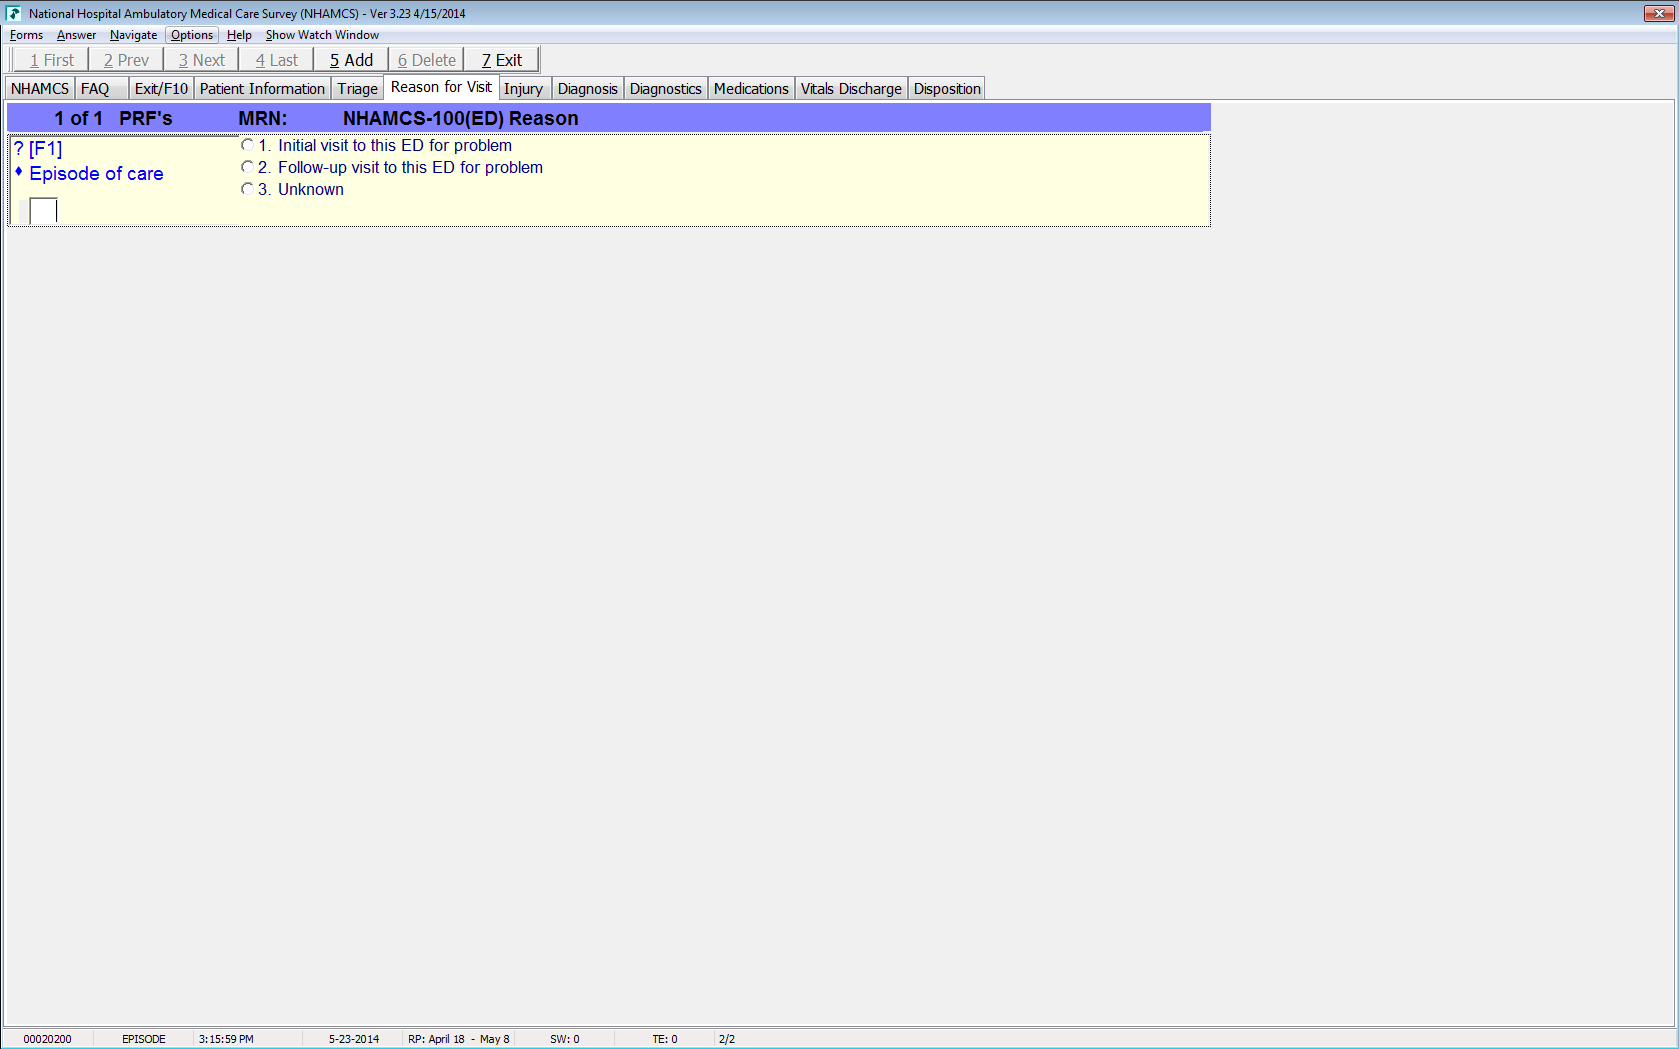 National Hospital Ambulatory Medical Care Survey (NHAMCS) - Ver 3.23 4/15/2014
Forms Answer Navigate Options Help Show Watch Window
1 First 2 Prev 3 Next 4 Last 5 Add 6 Delete 7 Exit
NHAMCS FAQ Exit/F10 Patient Information Triage Reason for Visit Injury Diagnosis Diagnostics Medications Vitals Discharge Disposition
1 of 1 PRF's MRN: NHAMCS-100(ED) Reason
? [F1]
♦ Episode of care
1. Initial visit to this ED for problem
2. Follow-up visit to this ED for problem
3. Unknown
00020200 EPISODE 3:15:59 PM 5-23-2014 RP: April 18 - May 8 SW: 0 TE: 0 2/2